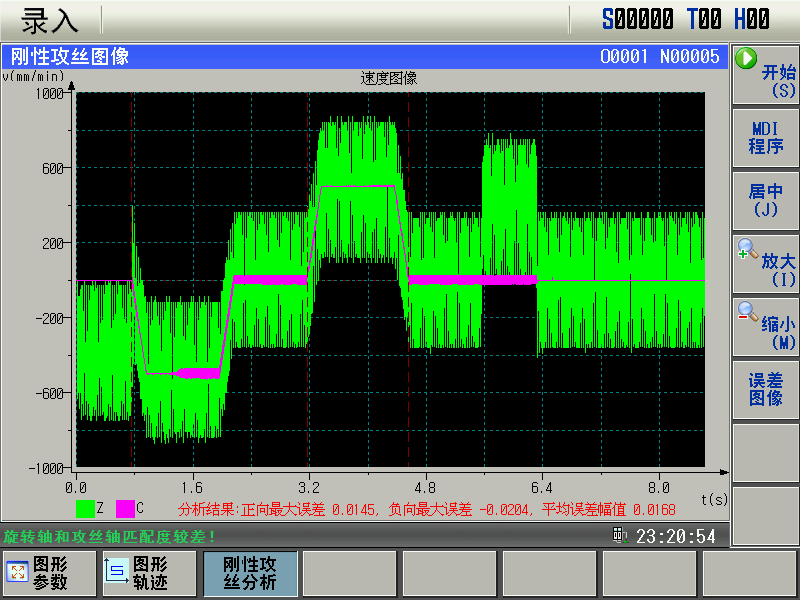 录入
S00000 T00 H00
刚性攻丝图像
O0001 N00005
v(mm/min)
速度图像
1000
600
200
-200
-600
-1000
0.0 1.6 3.2 4.8 6.4 8.0
t(s)
Z C
分析结果:正向最大误差 0.0145, 负向最大误差 -0.0204, 平均误差幅值 0.0168
旋转轴和攻丝轴匹配度较差!
23:20:54
开始
(S)
MDI
程序
居中
(J)
放大
(I)
缩小
(M)
误差
图像
图形
参数
图形
轨迹
刚性攻
丝分析